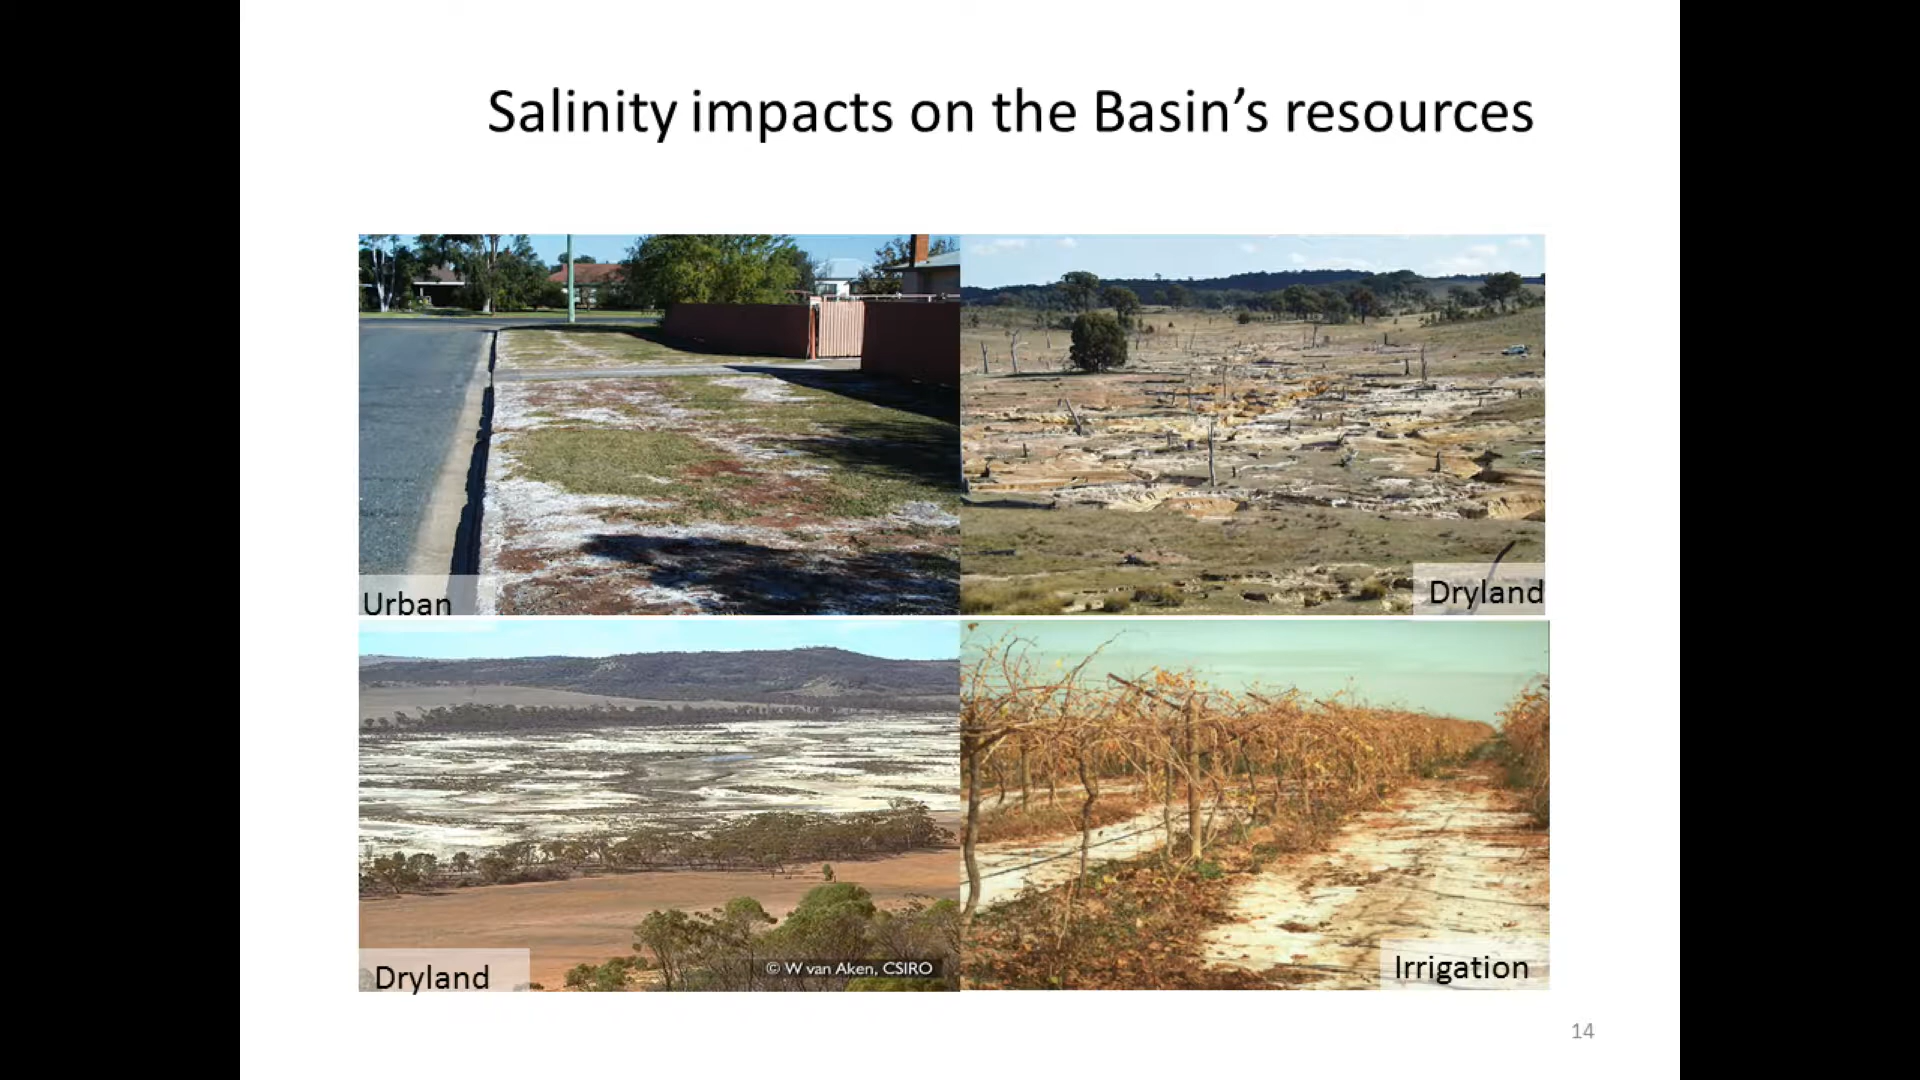 Salinity impacts on the Basin’s resources
Urban
Dryland
Dryland
© W van Aken, CSIRO
Irrigation
14